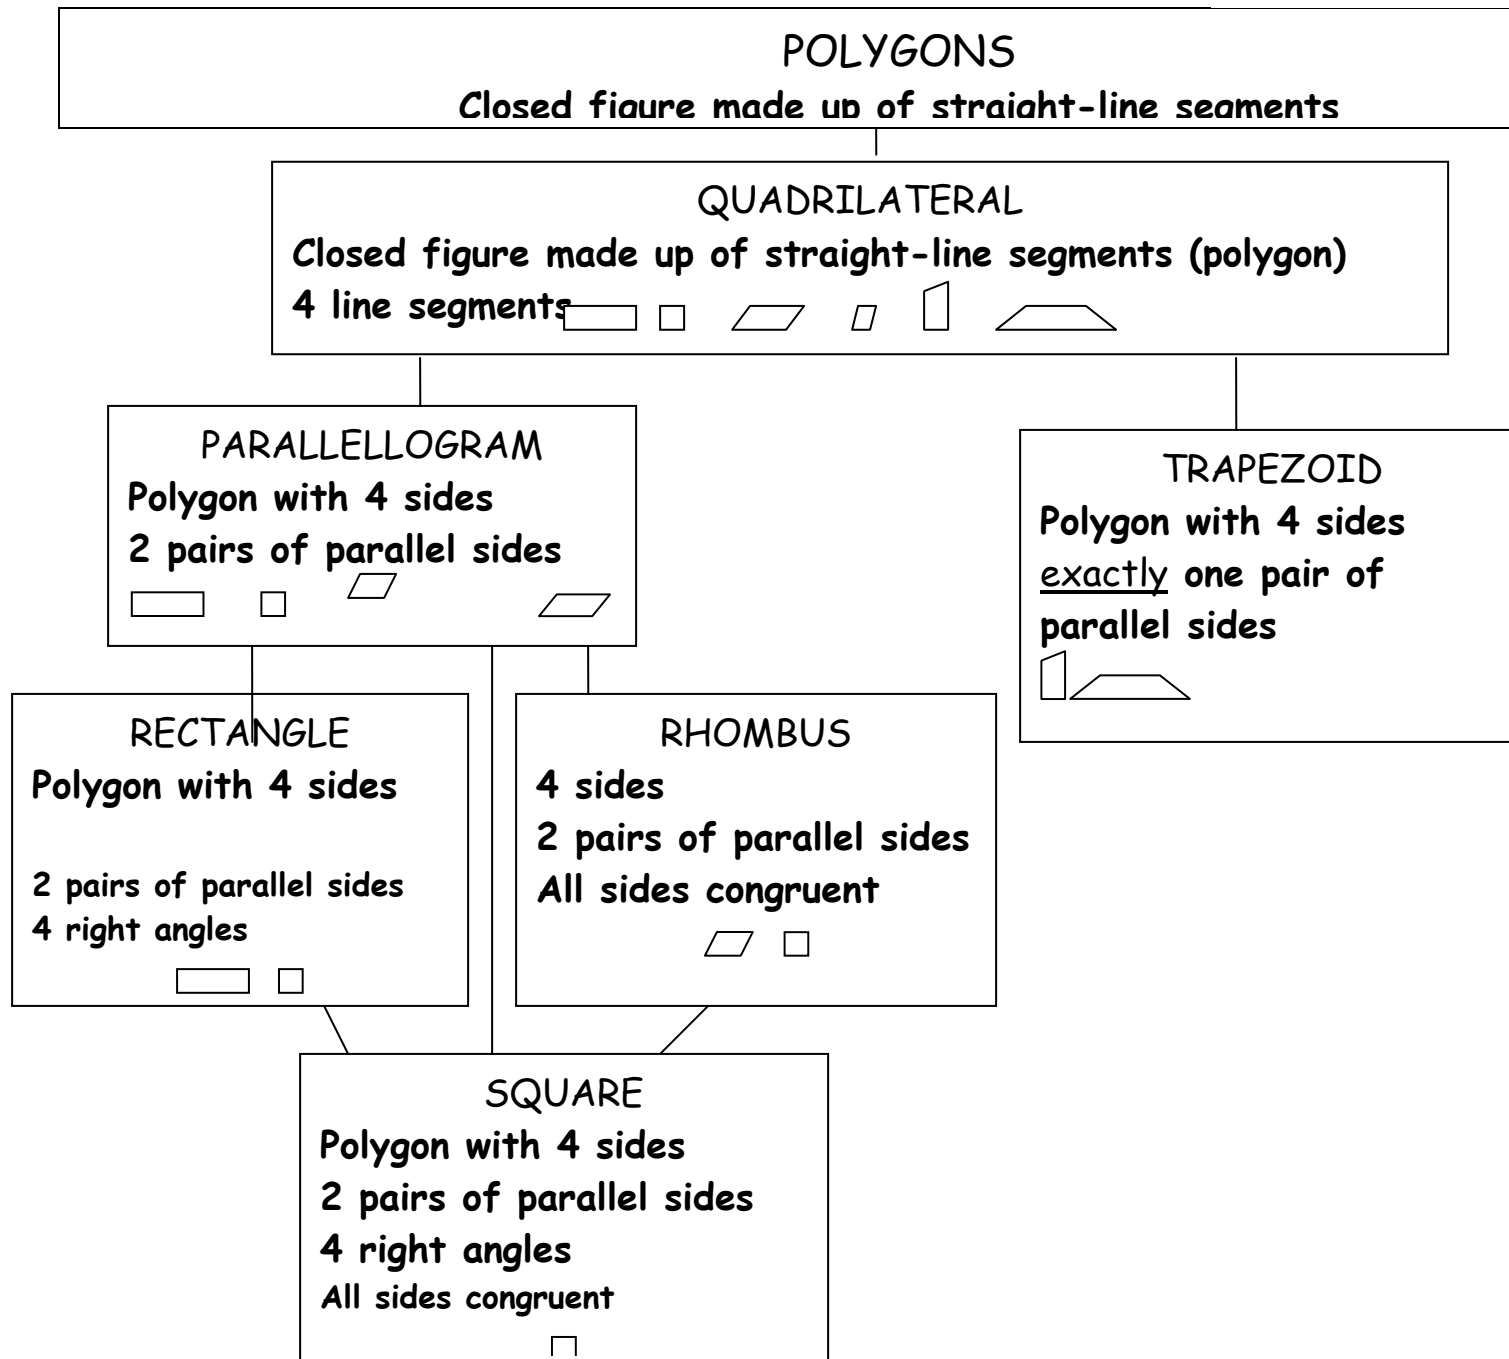 POLYGONS
Closed figure made up of straight-line segments
QUADRILATERAL
Closed figure made up of straight-line segments (polygon)
4 line segments
PARALLELLOGRAM
Polygon with 4 sides
2 pairs of parallel sides
TRAPEZOID
Polygon with 4 sides
exactly one pair of
parallel sides
RECTANGLE
Polygon with 4 sides
2 pairs of parallel sides
4 right angles
RHOMBUS
4 sides
2 pairs of parallel sides
All sides congruent
SQUARE
Polygon with 4 sides
2 pairs of parallel sides
4 right angles
All sides congruent